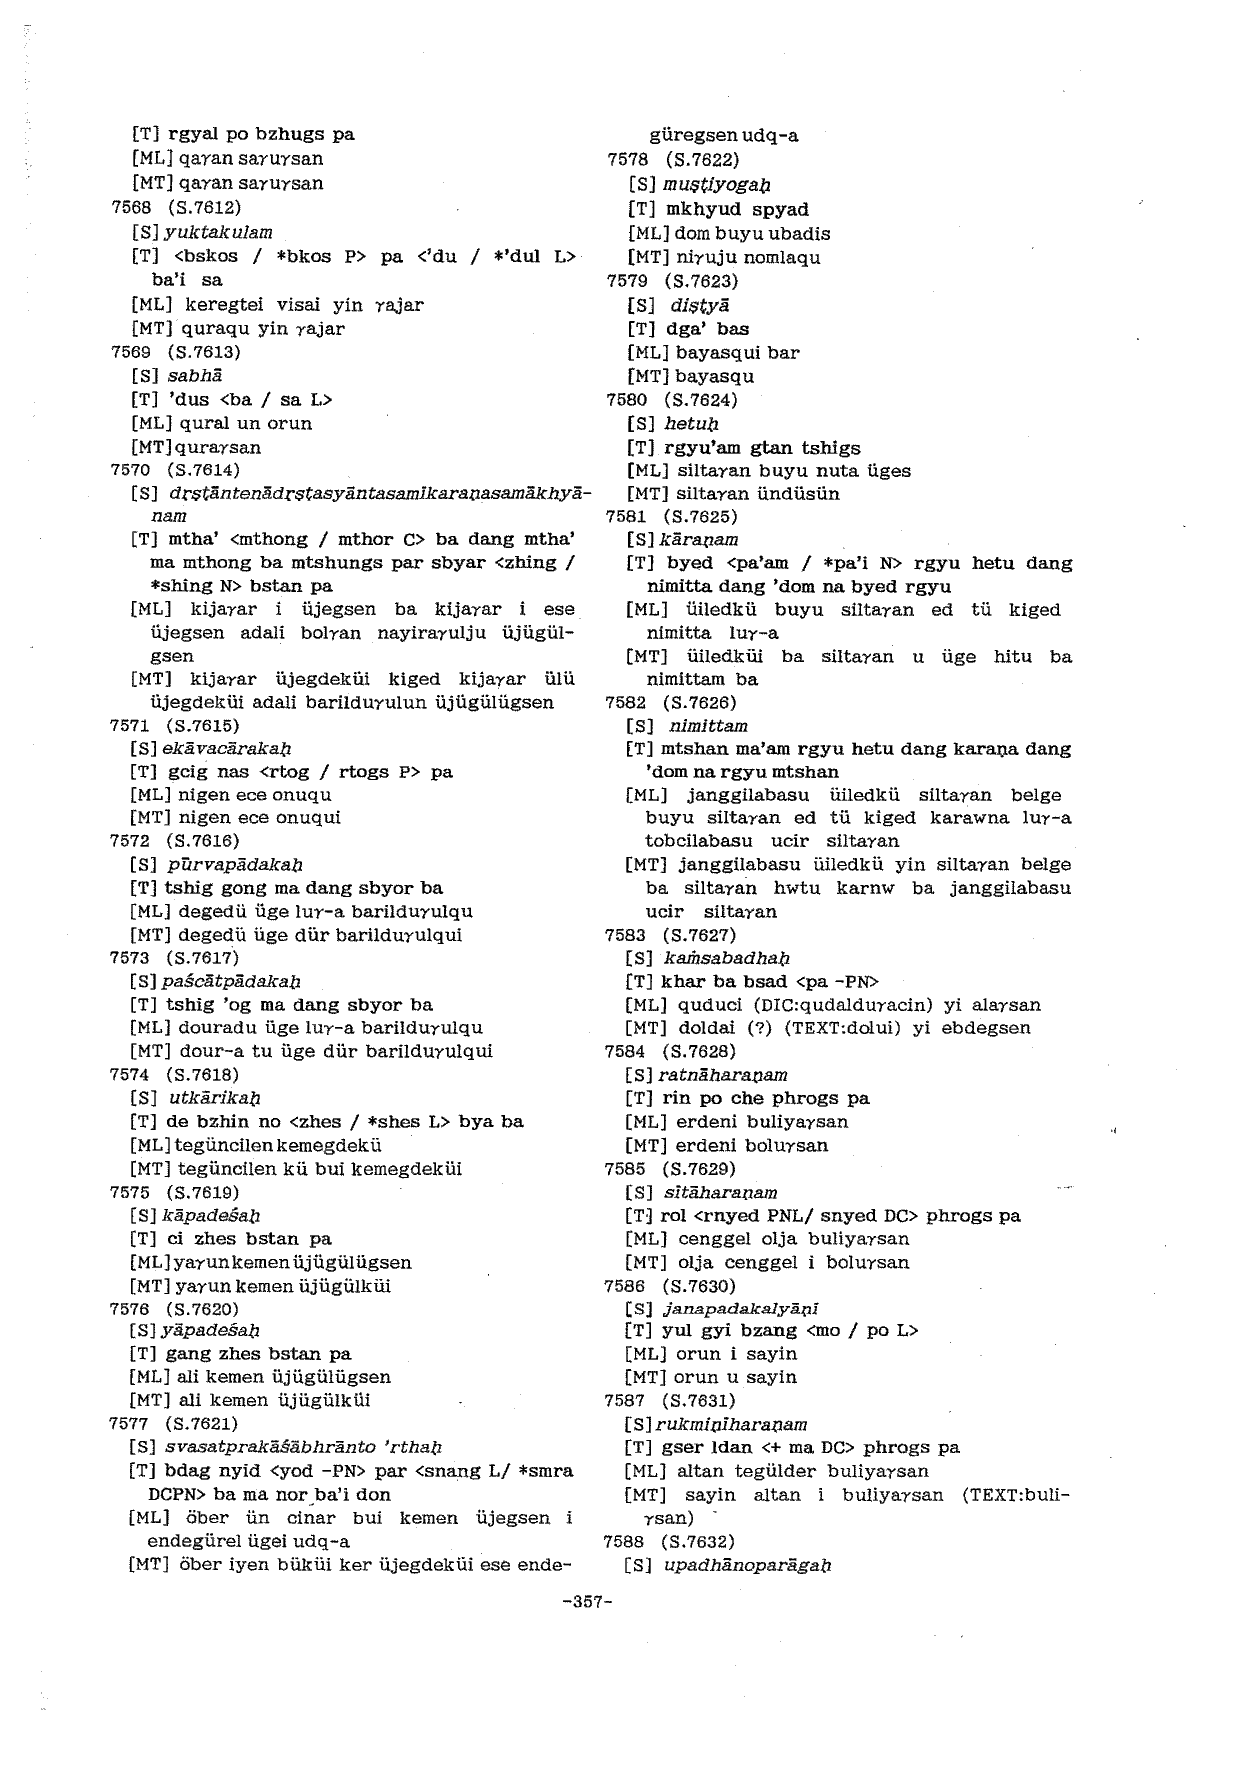 [T] rgyal po bzhugs pa
[ML] qaγan saγuγsan
[MT] qaγan saγuγsan
7568 (S.7612)
[S] yuktakulam
[T] <bskos / *bkos P> pa <'du / *'dul L>
ba'i sa
[ML] keregtei visai yin γajar
[MT] quraqu yin γajar
7569 (S.7613)
[S] sabhā
[T] 'dus <ba / sa L>
[ML] qural un orun
[MT] quraγsan
7570 (S.7614)
[S] dṛṣṭāntenādṛṣṭasyāntasamīkaraṇasamākhyā-
nam
[T] mtha' <mthong / mthor C> ba dang mtha'
ma mthong ba mtshungs par sbyar <zhing /
*shing N> bstan pa
[ML] kijaγar i üjegsen ba kijaγar i ese
üjegsen adali bolγan nayiraγulju üjügül-
gsen
[MT] kijaγar üjegdeküi kiged kijaγar ülü
üjegdeküi adali barilduγulun üjügülügsen
7571 (S.7615)
[S] ekāvacārakaḥ
[T] gcig nas <rtog / rtogs P> pa
[ML] nigen ece onuqu
[MT] nigen ece onuqui
7572 (S.7616)
[S] pūrvapādakaḥ
[T] tshig gong ma dang sbyor ba
[ML] degedü üge luγ-a barilduγulqu
[MT] degedü üge dür barilduγulqui
7573 (S.7617)
[S] paścātpādakaḥ
[T] tshig 'og ma dang sbyor ba
[ML] douradu üge luγ-a barilduγulqu
[MT] dour-a tu üge dür barilduγulqui
7574 (S.7618)
[S] utkārikaḥ
[T] de bzhin no <zhes / *shes L> bya ba
[ML] tegüncilen kemegdekü
[MT] tegüncilen kü bui kemegdeküi
7575 (S.7619)
[S] kāpadeśaḥ
[T] ci zhes bstan pa
[ML] yaγun kemen üjügülügsen
[MT] yaγun kemen üjügülküi
7576 (S.7620)
[S] yāpadeśaḥ
[T] gang zhes bstan pa
[ML] ali kemen üjügülügsen
[MT] ali kemen üjügülküi
7577 (S.7621)
[S] svasatprakāśābhrānto 'rthaḥ
[T] bdag nyid <yod -PN> par <snang L/ *smra
DCPN> ba ma nor ba'i don
[ML] öber ün cinar bui kemen üjegsen i
endegürel ügei udq-a
[MT] öber iyen büküi ker üjegdeküi ese ende-
güregsen udq-a
7578 (S.7622)
[S] muṣṭiyogaḥ
[T] mkhyud spyad
[ML] dom buyu ubadis
[MT] niγuju nomlaqu
7579 (S.7623)
[S] diṣṭyā
[T] dga' bas
[ML] bayasqui bar
[MT] bayasqu
7580 (S.7624)
[S] hetuḥ
[T] rgyu'am gtan tshigs
[ML] siltaγan buyu nuta üges
[MT] siltaγan ündüsün
7581 (S.7625)
[S] kāraṇam
[T] byed <pa'am / *pa'i N> rgyu hetu dang
nimitta dang 'dom na byed rgyu
[ML] üiledkü buyu siltaγan ed tü kiged
nimitta luγ-a
[MT] üiledküi ba siltaγan u üge hitu ba
nimittam ba
7582 (S.7626)
[S] nimittam
[T] mtshan ma'am rgyu hetu dang karaṇa dang
'dom na rgyu mtshan
[ML] janggilabasu üiledkü siltaγan belge
buyu siltaγan ed tü kiged karawna luγ-a
tobcilabasu ucir siltaγan
[MT] janggilabasu üiledkü yin siltaγan belge
ba siltaγan hwtu karnw ba janggilabasu
ucir siltaγan
7583 (S.7627)
[S] kaṁsabadhaḥ
[T] khar ba bsad <pa -PN>
[ML] quduci (DIC:qudalduγacin) yi alaγsan
[MT] doldai (?) (TEXT:dolui) yi ebdegsen
7584 (S.7628)
[S] ratnāharaṇam
[T] rin po che phrogs pa
[ML] erdeni buliyaγsan
[MT] erdeni boluγsan
7585 (S.7629)
[S] sītāharaṇam
[T] rol <rnyed PNL/ snyed DC> phrogs pa
[ML] cenggel olja buliyaγsan
[MT] olja cenggel i boluγsan
7586 (S.7630)
[S] janapadakalyāṇī
[T] yul gyi bzang <mo / po L>
[ML] orun i sayin
[MT] orun u sayin
7587 (S.7631)
[S] rukmiṇīharaṇam
[T] gser ldan <+ ma DC> phrogs pa
[ML] altan tegülder buliyaγsan
[MT] sayin altan i buliyaγsan (TEXT:buli-
γsan)
7588 (S.7632)
[S] upadhānoparāgaḥ
-357-